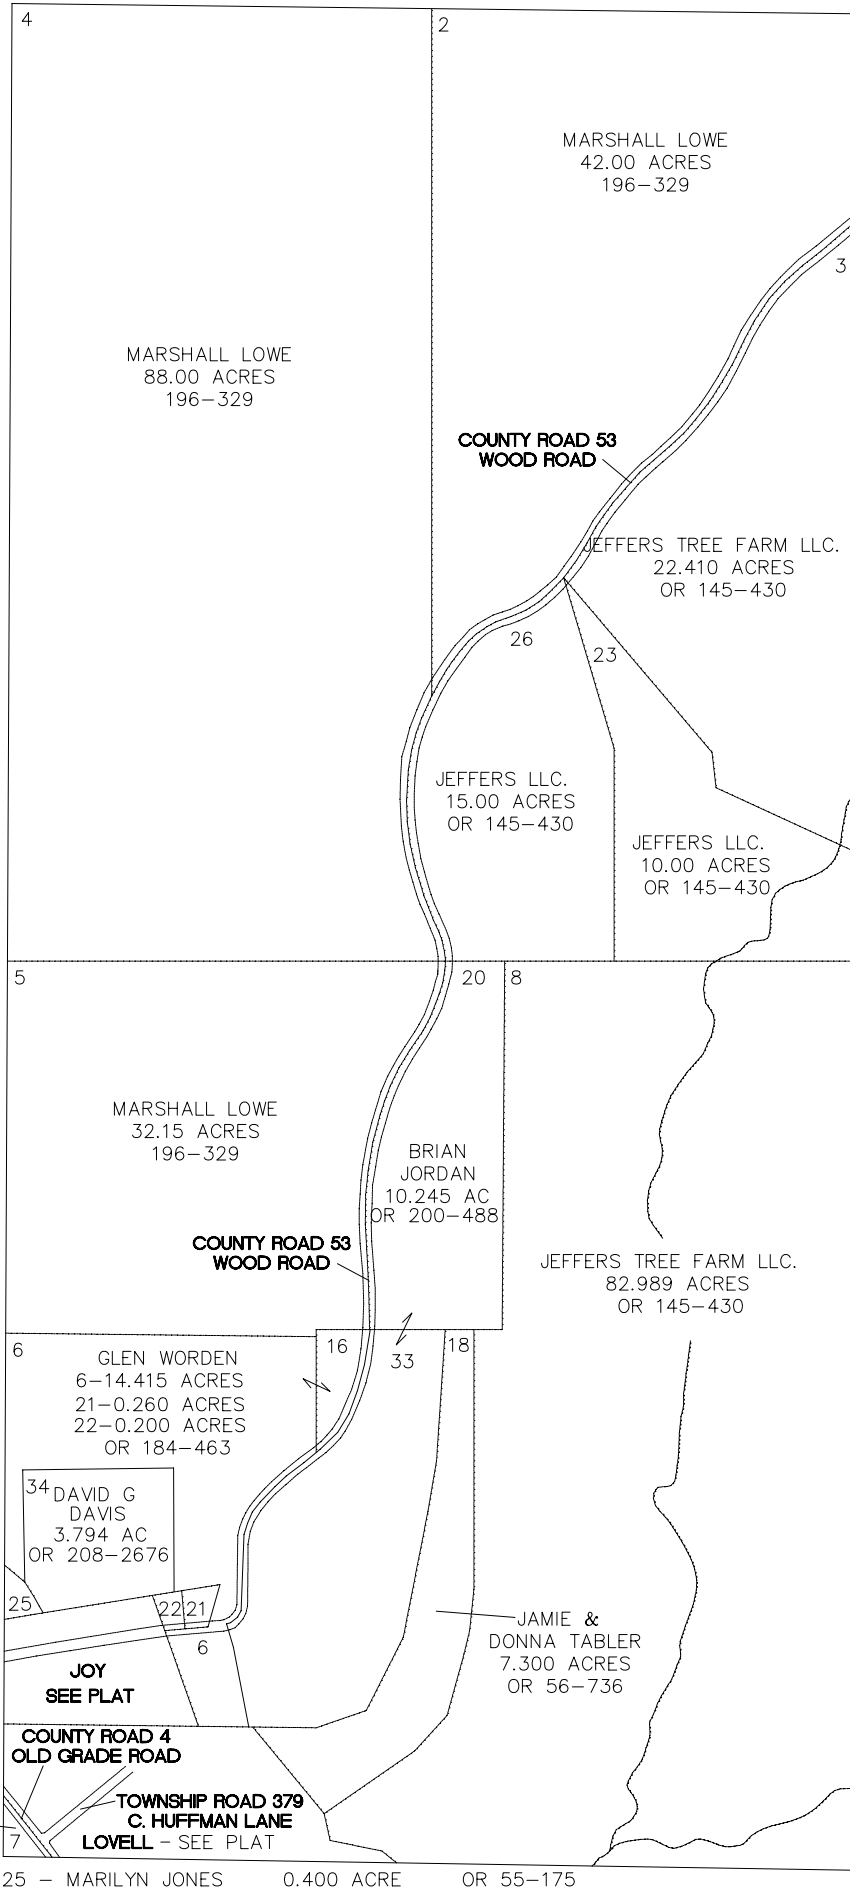 4
2
MARSHALL LOWE
42.00 ACRES
196-329
3
MARSHALL LOWE
88.00 ACRES
196-329
COUNTY ROAD 53
WOOD ROAD
JEFFERS TREE FARM LLC.
22.410 ACRES
OR 145-430
26
23
JEFFERS LLC.
15.00 ACRES
OR 145-430
JEFFERS LLC.
10.00 ACRES
OR 145-430
5
20
8
MARSHALL LOWE
32.15 ACRES
196-329
BRIAN
JORDAN
10.245 AC
OR 200-488
COUNTY ROAD 53
WOOD ROAD
JEFFERS TREE FARM LLC.
82.989 ACRES
OR 145-430
6
16
33
18
GLEN WORDEN
6-14.415 ACRES
21-0.260 ACRES
22-0.200 ACRES
OR 184-463
34
DAVID G
DAVIS
3.794 AC
OR 208-2676
25
22
21
6
JAMIE &
DONNA TABLER
7.300 ACRES
OR 56-736
JOY
SEE PLAT
COUNTY ROAD 4
OLD GRADE ROAD
TOWNSHIP ROAD 379
C. HUFFMAN LANE
LOVELL - SEE PLAT
7
25 - MARILYN JONES 0.400 ACRE OR 55-175